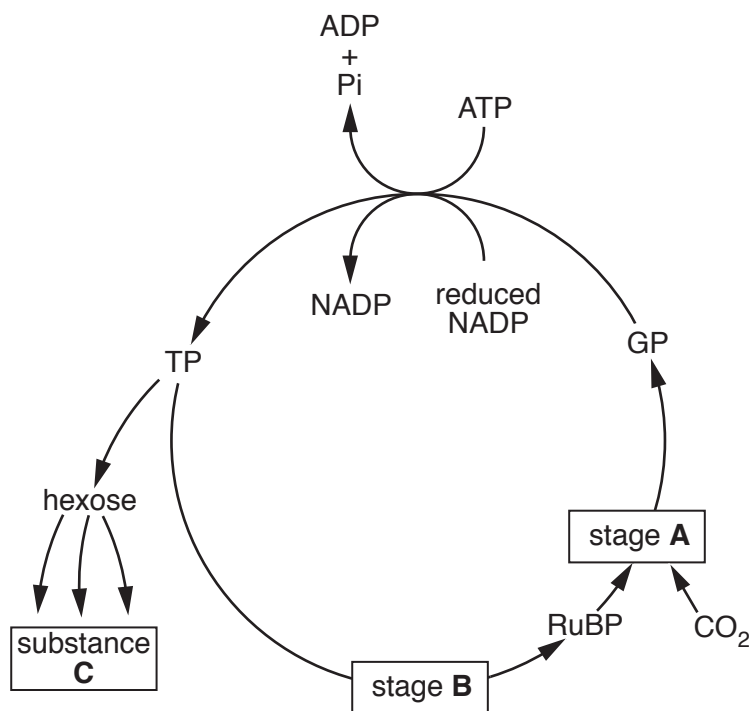 ADP
+
Pi
ATP
NADP
reduced
NADP
GP
TP
hexose
stage A
substance
C
RuBP
CO₂
stage B